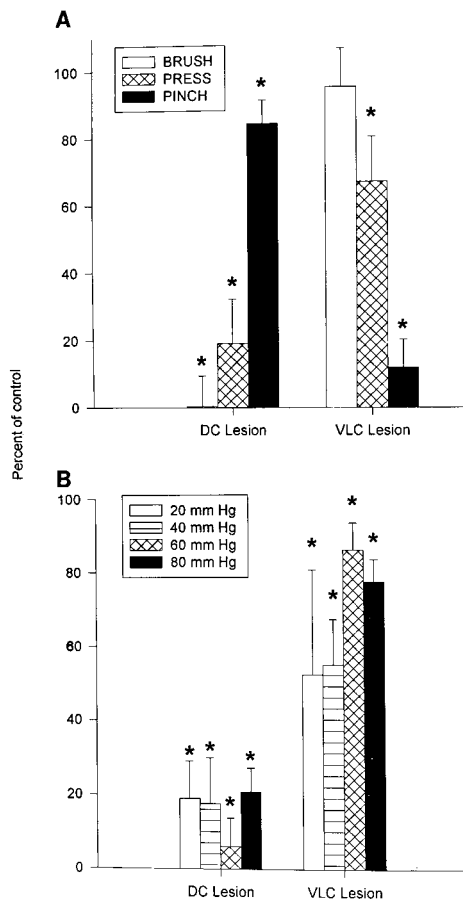 A
BRUSH
PRESS
PINCH
100
80
60
40
20
0
*
*
*
*
*
DC Lesion
VLC Lesion
Percent of control
B
20 mm Hg
40 mm Hg
60 mm Hg
80 mm Hg
100
80
60
40
20
0
*
*
*
*
*
*
*
*
DC Lesion
VLC Lesion